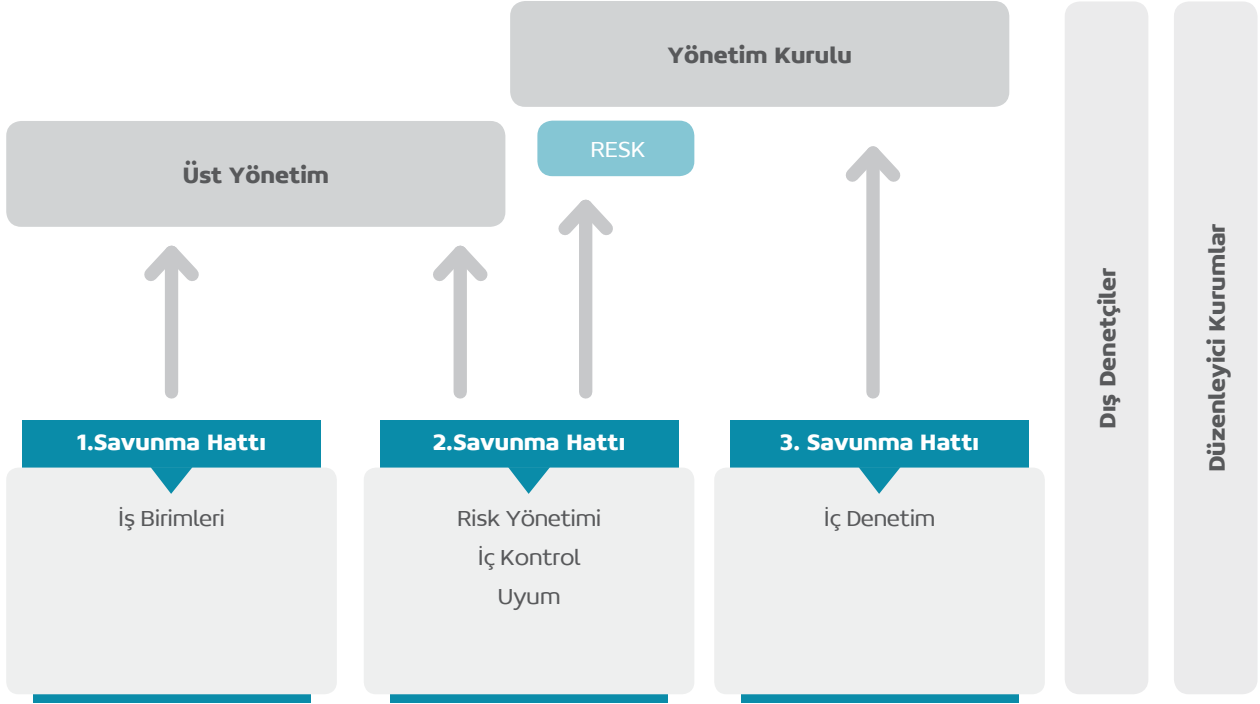 Yönetim Kurulu
RESK
Üst Yönetim
1.Savunma Hattı
İş Birimleri
2.Savunma Hattı
Risk Yönetimi
İç Kontrol
Uyum
3. Savunma Hattı
İç Denetim
Dış Denetçiler
Düzenleyici Kurumlar